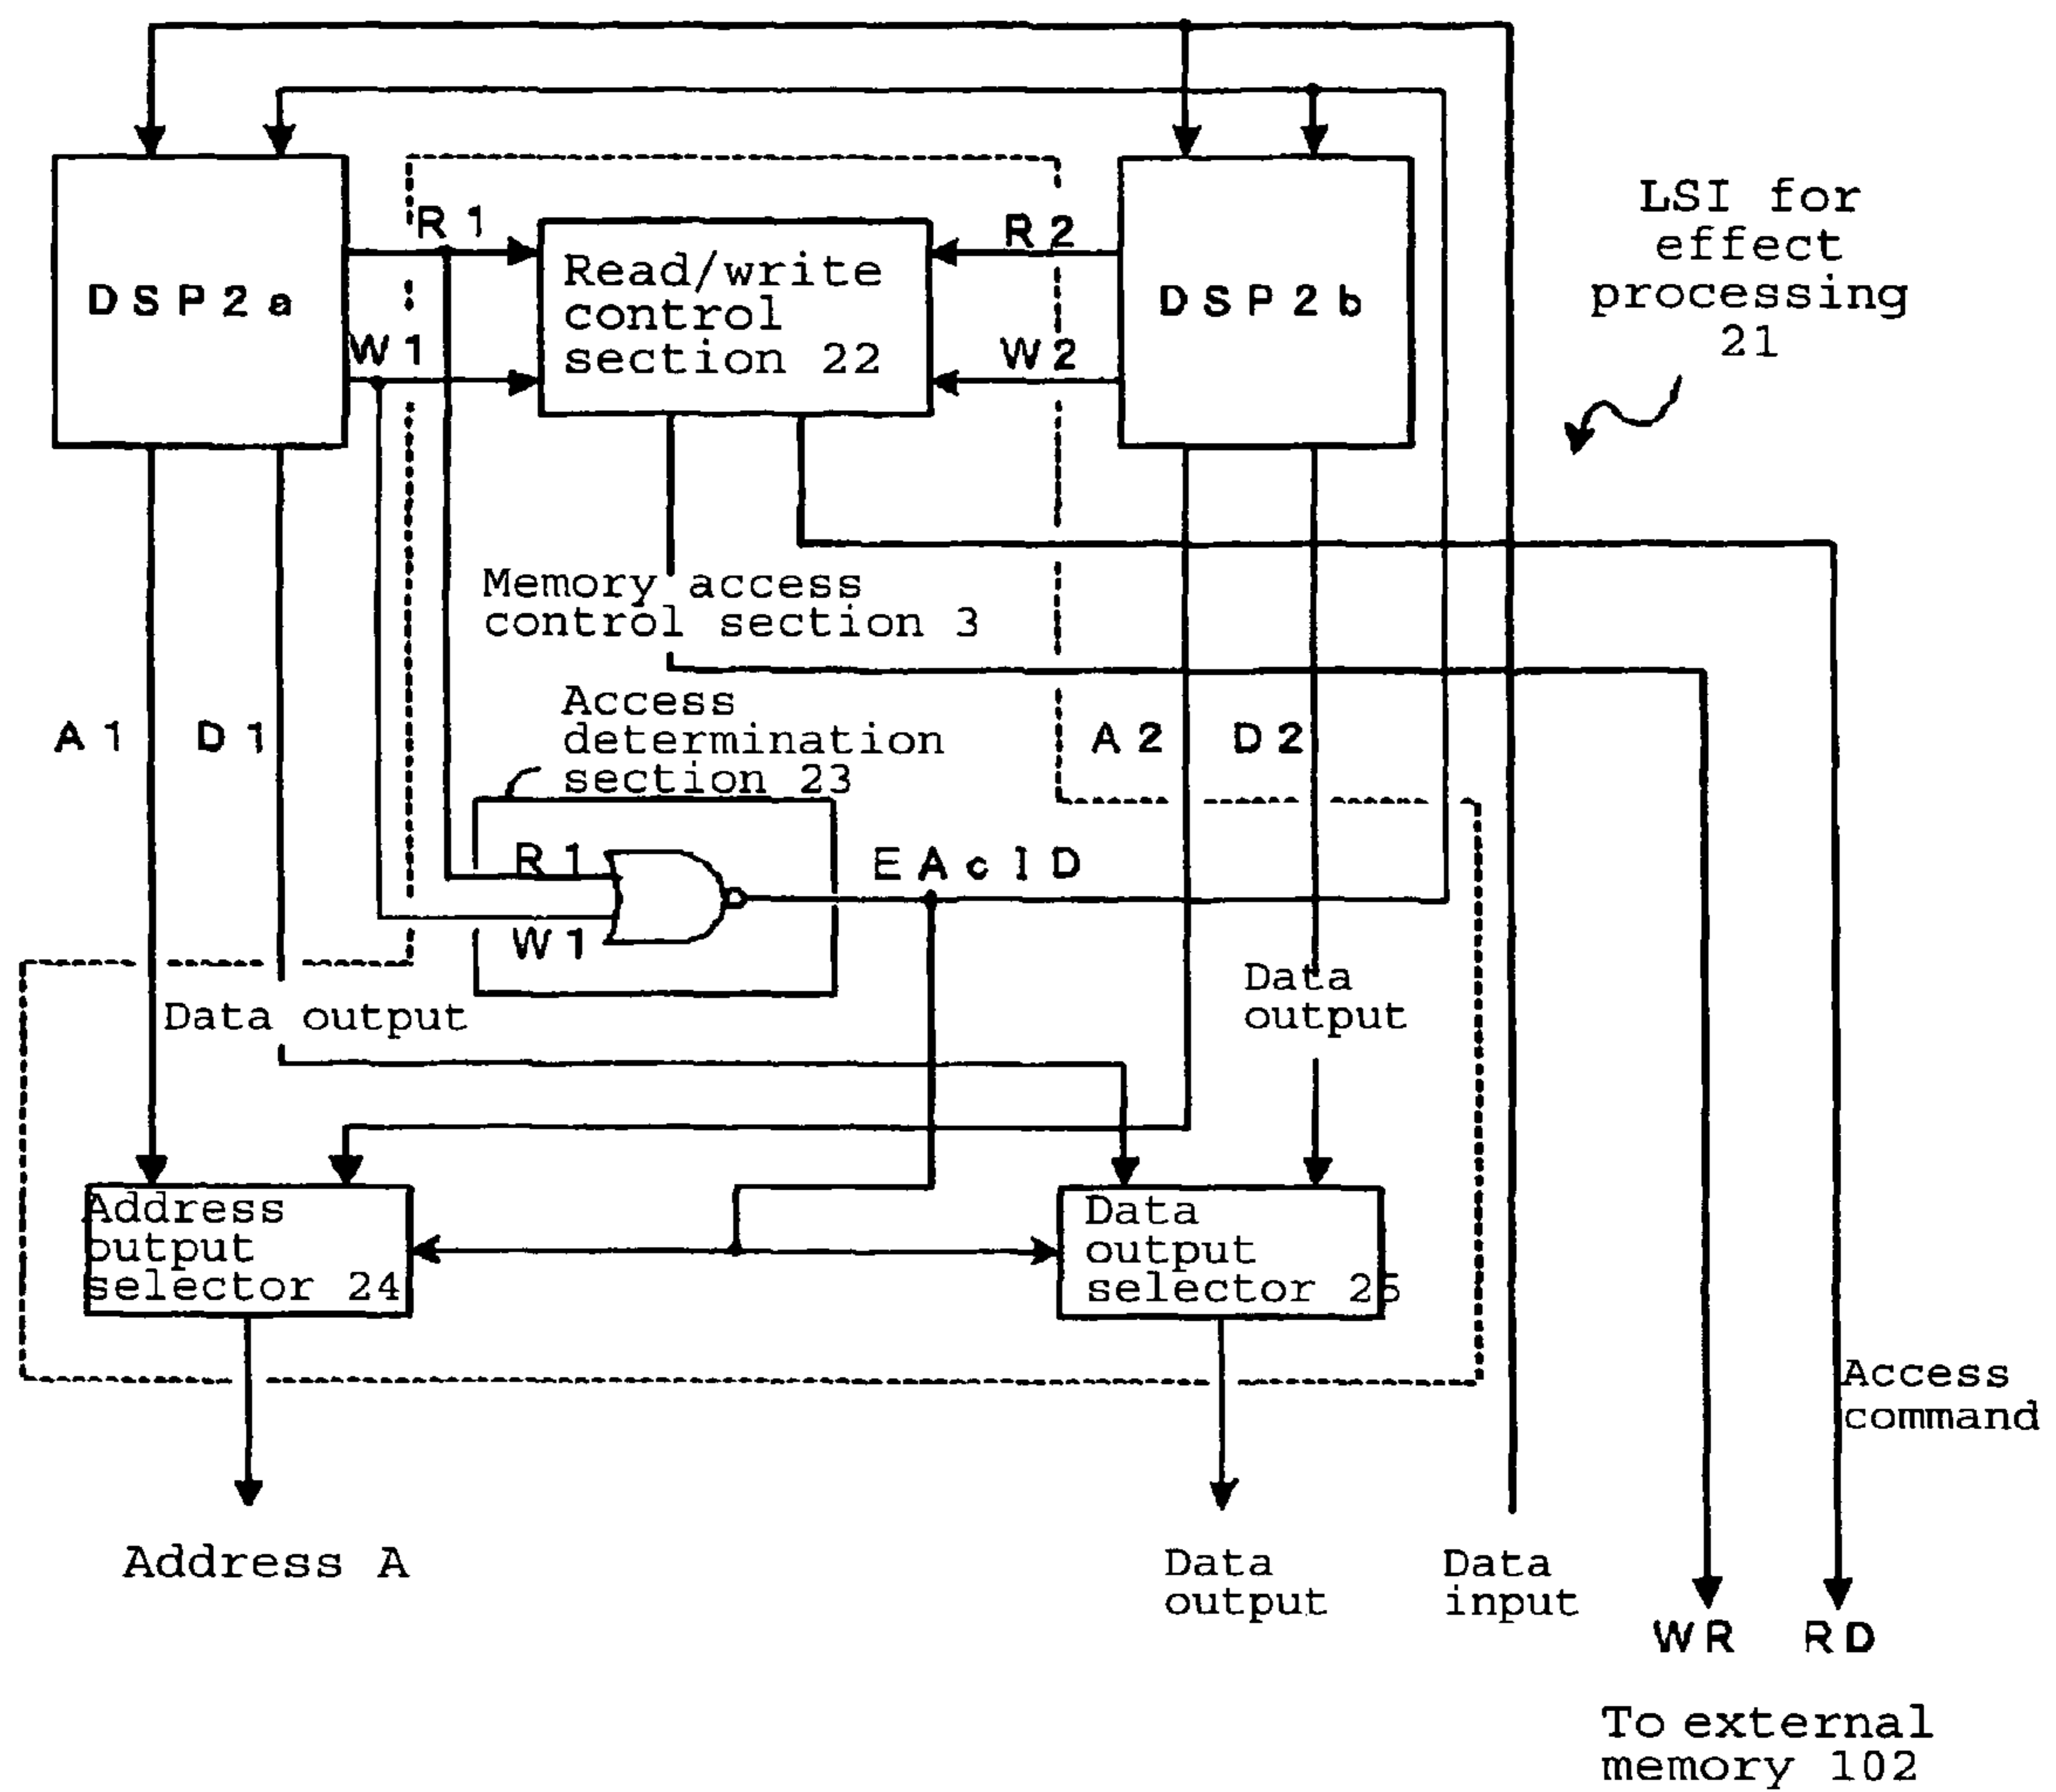 LSI for
effect
processing
21
R1
R2
DSP2a
Read/write
control
section 22
DSP2b
W1
W2
Memory access
control section 3
Access
determination
section 23
A1
D1
A2
D2
R1
EAcID
W1
Data output
Data
output
Address
output
selector 24
Data
output
selector 25
Access
command
Address A
Data
output
Data
input
WR
RD
To external
memory 102